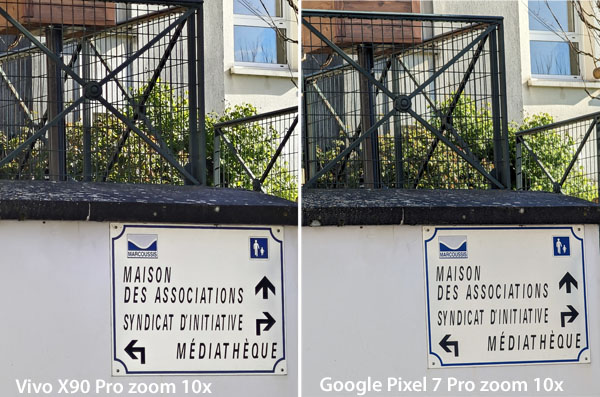 MARCOUSSIS
MAISON
DES ASSOCIATIONS
SYNDICAT D'INITIATIVE
MÉDIATHÈQUE
Vivo X90 Pro zoom 10x
MARCOUSSIS
MAISON
DES ASSOCIATIONS
SYNDICAT D'INITIATIVE
MÉDIATHÈQUE
Google Pixel 7 Pro zoom 10x